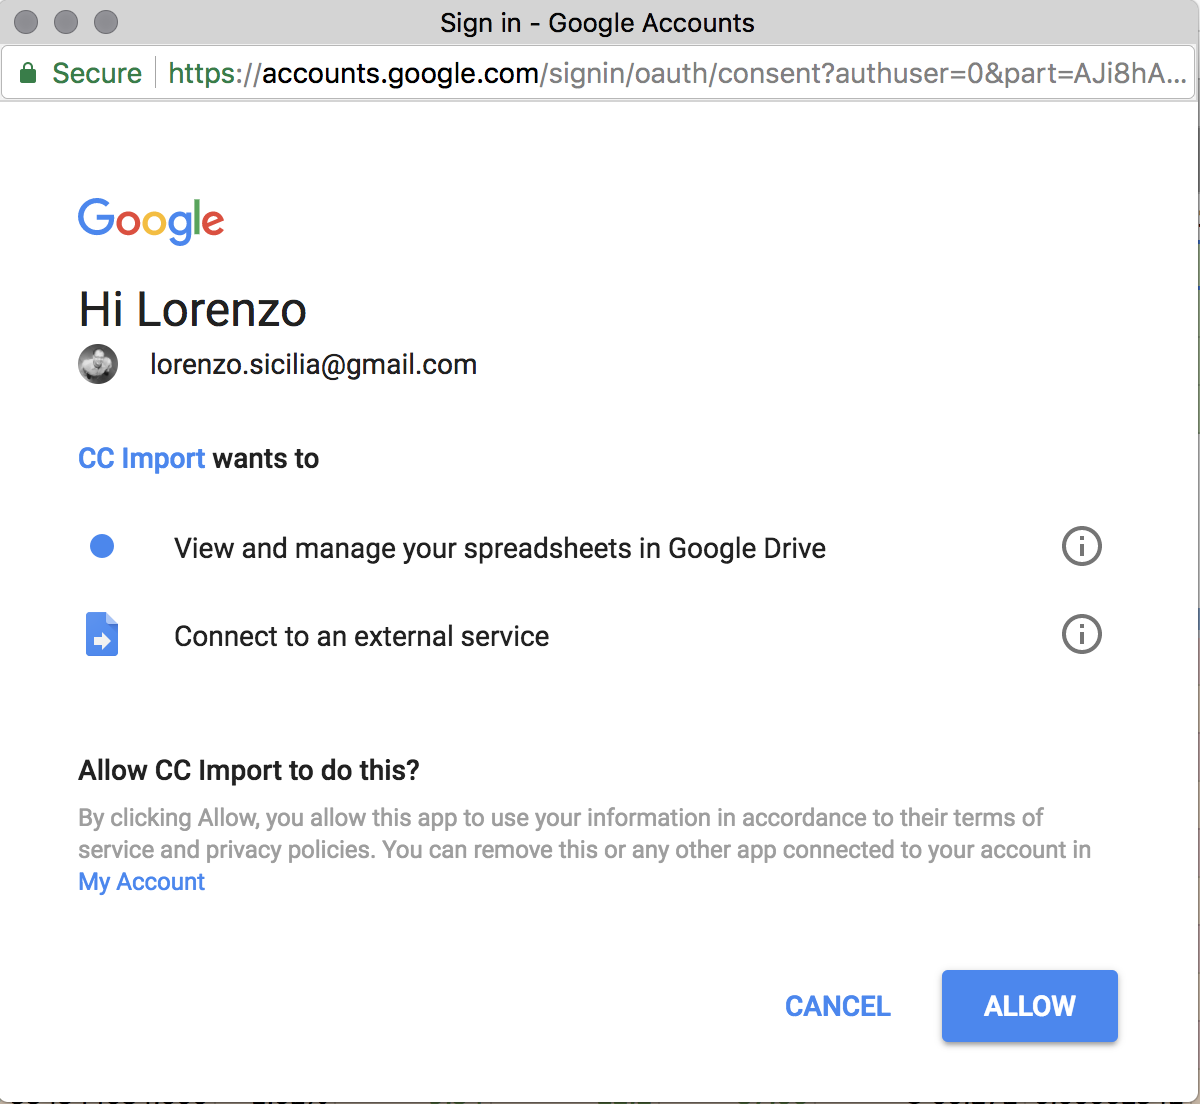 Sign in - Google Accounts
Secure https://accounts.google.com/signin/oauth/consent?authuser=0&part=AJi8hA...
Google
Hi Lorenzo
lorenzo.sicilia@gmail.com
CC Import wants to
View and manage your spreadsheets in Google Drive
Connect to an external service
Allow CC Import to do this?
By clicking Allow, you allow this app to use your information in accordance to their terms of
service and privacy policies. You can remove this or any other app connected to your account in
My Account
CANCEL ALLOW